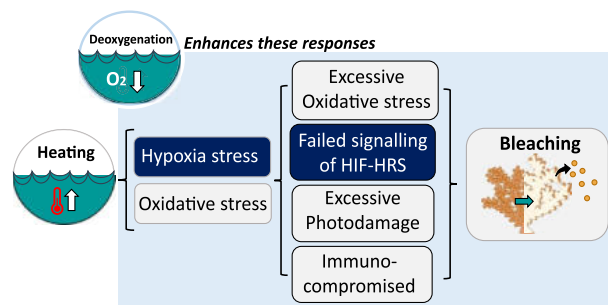 Deoxygenation
Enhances these responses
O₂
Heating
Hypoxia stress
Oxidative stress
Excessive
Oxidative stress
Failed signalling
of HIF-HRS
Excessive
Photodamage
Immuno-
compromised
Bleaching